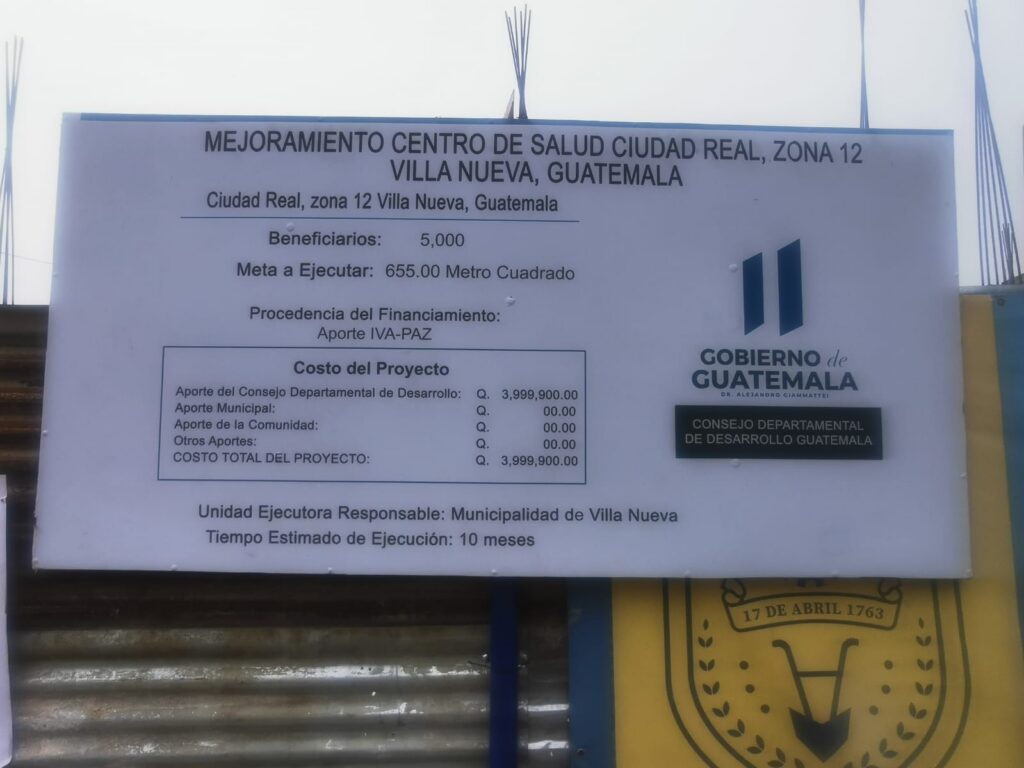 MEJORAMIENTO CENTRO DE SALUD CIUDAD REAL, ZONA 12
VILLA NUEVA, GUATEMALA
Ciudad Real, zona 12 Villa Nueva, Guatemala
Beneficiarios: 5,000
Meta a Ejecutar: 655.00 Metro Cuadrado
Procedencia del Financiamiento:
Aporte IVA-PAZ
Costo del Proyecto
Aporte del Consejo Departamental de Desarrollo: Q. 3,999,900.00
Aporte Municipal: Q. 00.00
Aporte de la Comunidad: Q. 00.00
Otros Aportes: Q. 00.00
COSTO TOTAL DEL PROYECTO: Q. 3,999,900.00
Unidad Ejecutora Responsable: Municipalidad de Villa Nueva
Tiempo Estimado de Ejecución: 10 meses
GOBIERNO de
GUATEMALA
DR. ALEJANDRO GIAMMATTEI
CONSEJO DEPARTAMENTAL
DE DESARROLLO GUATEMALA
17 DE ABRIL 1763